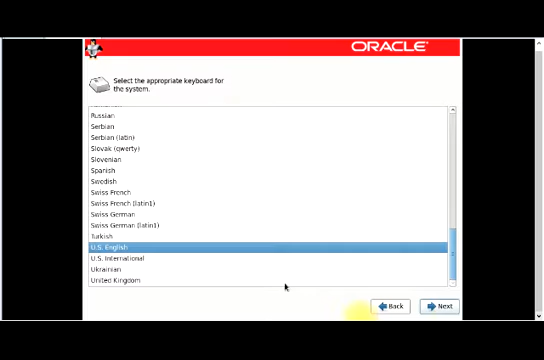 ORACLE
Select the appropriate keyboard for
the system.
Russian
Serbian
Serbian (latin)
Slovak (qwerty)
Slovenian
Spanish
Swedish
Swiss French
Swiss French (latin1)
Swiss German
Swiss German (latin1)
Turkish
U.S. English
U.S. International
Ukrainian
United Kingdom
Back
Next